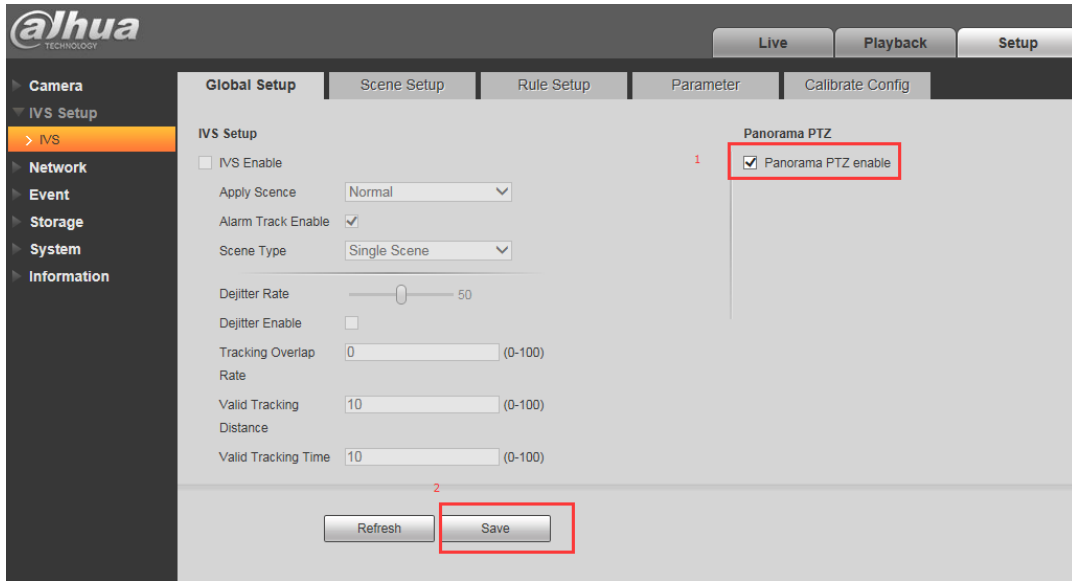 alhua
TECHNOLOGY
Live
Playback
Setup
Camera
IVS Setup
IVS
Network
Event
Storage
System
Information
Global Setup
Scene Setup
Rule Setup
Parameter
Calibrate Config
IVS Setup
IVS Enable
Apply Scence
Normal
Alarm Track Enable
Scene Type
Single Scene
Dejitter Rate
50
Dejitter Enable
Tracking Overlap
Rate
0
(0-100)
Valid Tracking
Distance
10
(0-100)
Valid Tracking Time
10
(0-100)
Panorama PTZ
1
Panorama PTZ enable
2
Refresh
Save